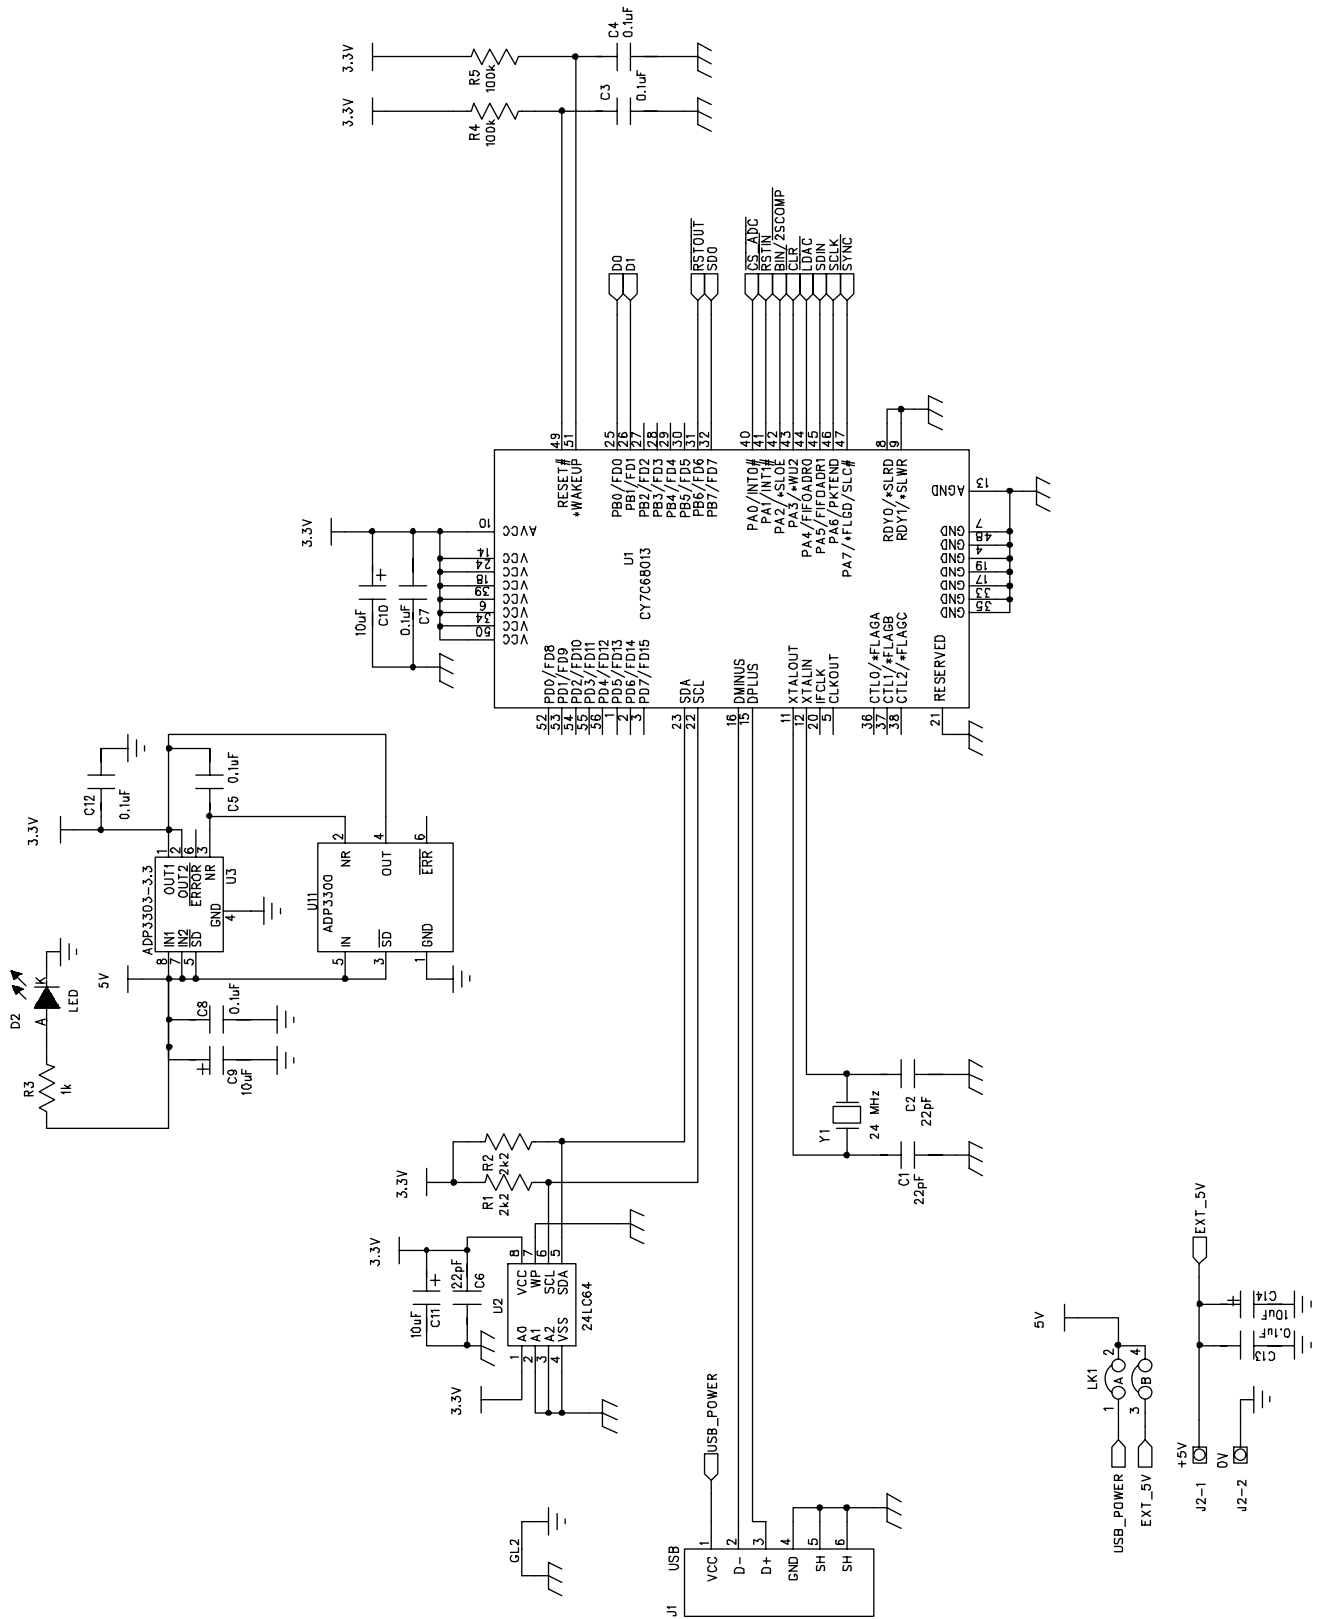 3.3V
R5
100k
C4
0.1uF
3.3V
R4
100k
C3
0.1uF
D0
D1
RSTOUT
SDO
CS_ADC
RSTIN
BIN/2SCOMP
CLR
LDAC
SDIN
SCLK
SYNC
49
51
25
26
27
28
29
30
31
32
40
41
42
43
44
45
46
47
8
9
RESET#
*WAKEUP
PB0/FD0
PB1/FD1
PB2/FD2
PB3/FD3
PB4/FD4
PB5/FD5
PB6/FD6
PB7/FD7
PA0/INT0#
PA1/INT1#
PA2/*SLOE
PA3/*WU2
PA4/FIFOADR0
PA5/FIFOADR1
PA6/PKTEND
PA7/*FLGD/SLC#
RDY0/*SLRD
RDY1/*SLWR
3.3V
10uF
C10
+
0.1uF
C7
10
AVCC
14
VCC
24
VCC
18
VCC
39
VCC
6
VCC
34
VCC
50
VCC
U1
CY7C68013
AGND
13
GND
7
GND
48
GND
4
GND
19
GND
17
GND
33
GND
35
PD0/FD8
PD1/FD9
PD2/FD10
PD3/FD11
PD4/FD12
PD5/FD13
PD6/FD14
PD7/FD15
SDA
SCL
DMINUS
DPLUS
XTALOUT
XTALIN
IFCLK
CLKOUT
CTL0/*FLAGA
CTL1/*FLAGB
CTL2/*FLAGC
RESERVED
52
53
54
55
56
1
2
3
23
22
16
15
11
12
20
5
36
37
38
21
3.3V
C12
0.1uF
C5
0.1uF
1
2
6
3
OUT1
OUT2
ERROR
NR
ADP3303-3.3
U3
GND
4
IN1
IN2
SD
8
7
5
2
4
6
NR
OUT
ERR
U11
ADP3300
IN
SD
GND
5
3
1
D2
A
K
LED
R3
1k
5V
C8
0.1uF
+
C9
10uF
3.3V
R2
2k2
R1
2k2
3.3V
10uF
C11
+
22pF
C6
U2
8
7
6
5
VCC
WP
SCL
SDA
24LC64
A0
A1
A2
VSS
1
2
3
4
3.3V
Y1
24 MHz
C2
22pF
C1
22pF
GL2
USB_POWER
USB
J1
1
2
3
4
5
6
VCC
D-
D+
GND
SH
SH
5V
LK1
2
4
A
B
1
3
USB_POWER
EXT_5V
EXT_5V
+
C14
10uF
0.1uF
C13
+5V
J2-1
0V
J2-2